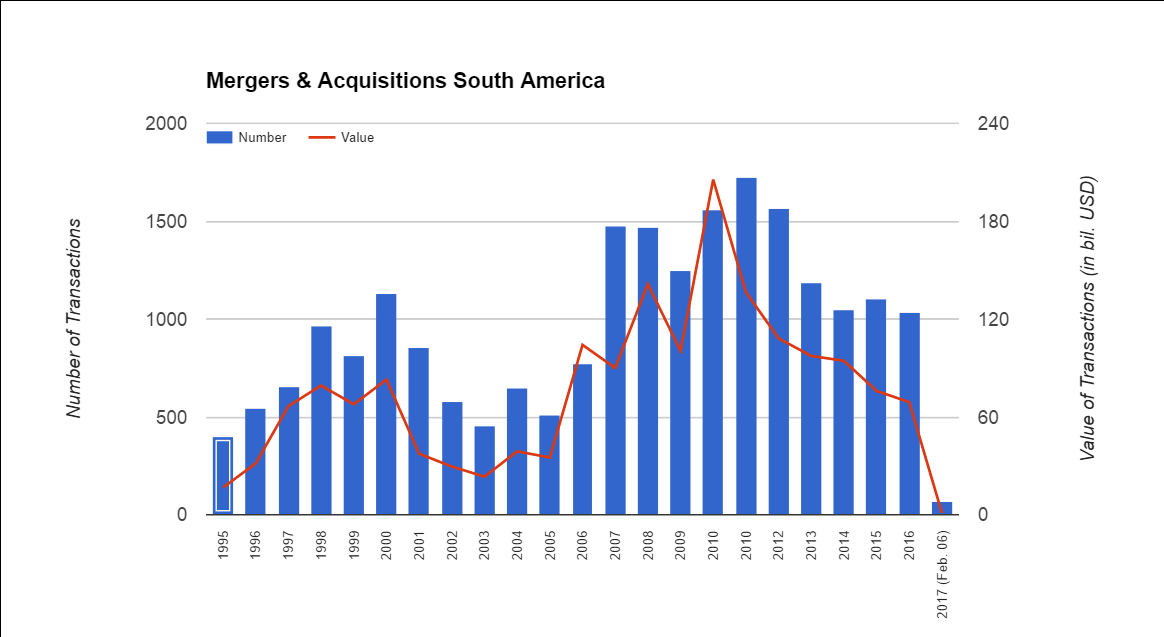 Mergers & Acquisitions South America
2000 240
Number Value
1500 180
1000 120
500 60
0 0
Number of Transactions
Value of Transactions (in bil. USD)
1995 1996 1997 1998 1999 2000 2001 2002 2003 2004 2005 2006 2007 2008 2009 2010 2010 2012 2013 2014 2015 2016 2017 (Feb. 06)